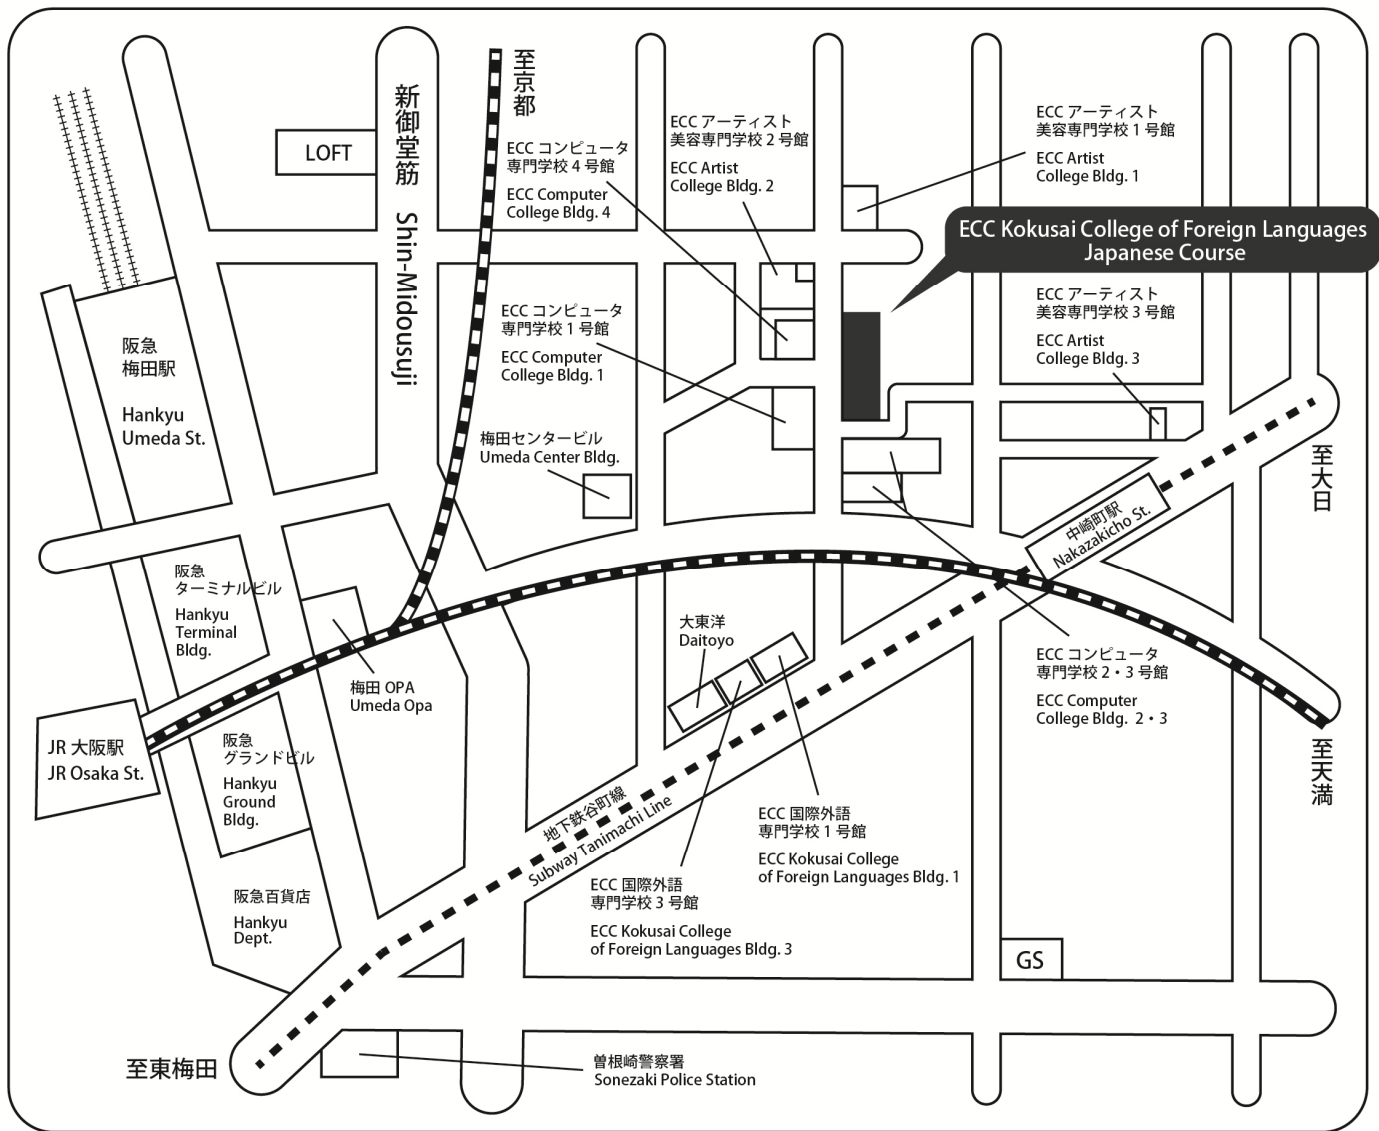 至京都
新御堂筋 Shin-Midousuji
LOFT
ECC コンピュータ
専門学校 4 号館
ECC Computer
College Bldg. 4
ECC アーティスト
美容専門学校 2 号館
ECC Artist
College Bldg. 2
ECC アーティスト
美容専門学校 1 号館
ECC Artist
College Bldg. 1
ECC Kokusai College of Foreign Languages
Japanese Course
ECC アーティスト
美容専門学校 3 号館
ECC Artist
College Bldg. 3
ECC コンピュータ
専門学校 1 号館
ECC Computer
College Bldg. 1
阪急
梅田駅
Hankyu
Umeda St.
梅田センタービル
Umeda Center Bldg.
至大日
中崎町駅
Nakazakicho St.
阪急
ターミナルビル
Hankyu
Terminal
Bldg.
大東洋
Daitoyo
ECC コンピュータ
専門学校 2・3 号館
ECC Computer
College Bldg. 2・3
梅田 OPA
Umeda Opa
JR 大阪駅
JR Osaka St.
阪急
グランドビル
Hankyu
Ground
Bldg.
至天満
地下鉄谷町線
Subway Tanimachi Line
ECC 国際外語
専門学校 1 号館
ECC Kokusai College
of Foreign Languages Bldg. 1
ECC 国際外語
専門学校 3 号館
ECC Kokusai College
of Foreign Languages Bldg. 3
阪急百貨店
Hankyu
Dept.
GS
至東梅田
曽根崎警察署
Sonezaki Police Station